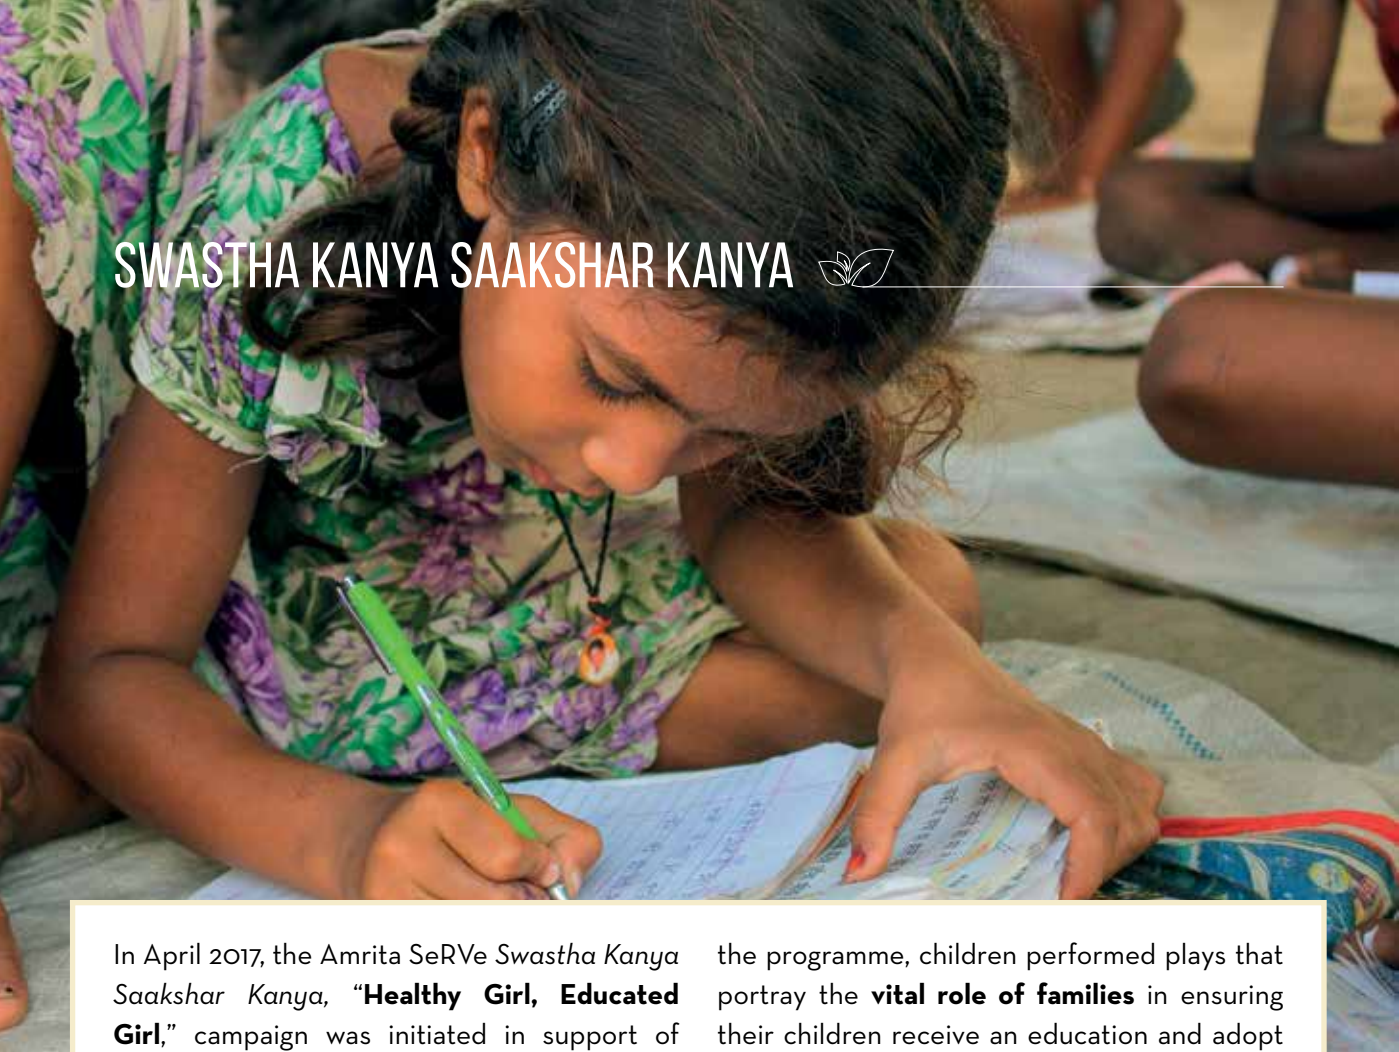 SWASTHA KANYA SAAKSHAR KANYA
In April 2017, the Amrita SeRVe Swastha Kanya
Saakshar Kanya, “Healthy Girl, Educated
Girl,” campaign was initiated in support of
the programme, children performed plays that
portray the vital role of families in ensuring
their children receive an education and adopt